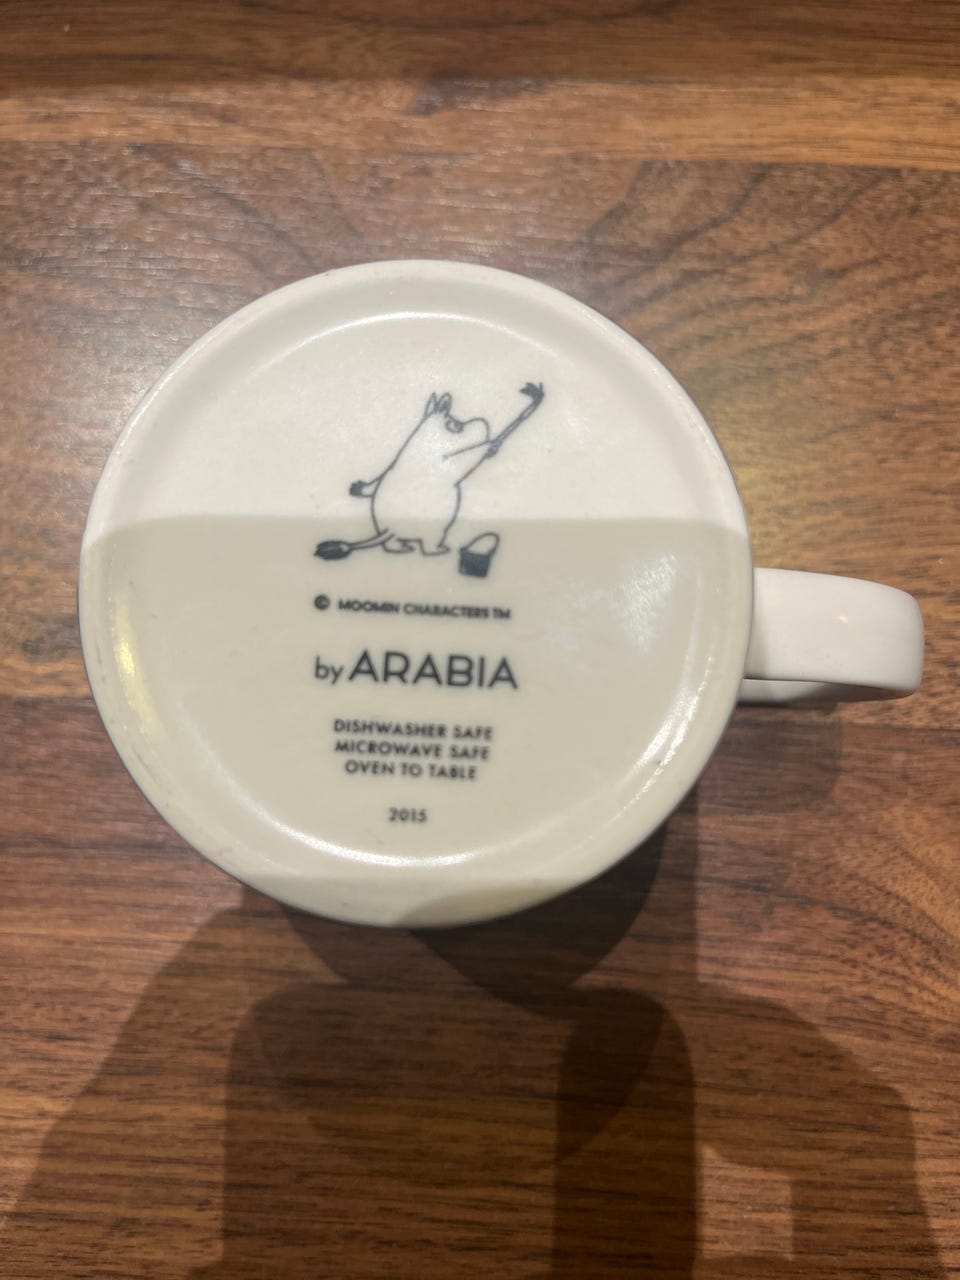 © MOOMIN CHARACTERS TM
by ARABIA
DISHWASHER SAFE
MICROWAVE SAFE
OVEN TO TABLE
2015